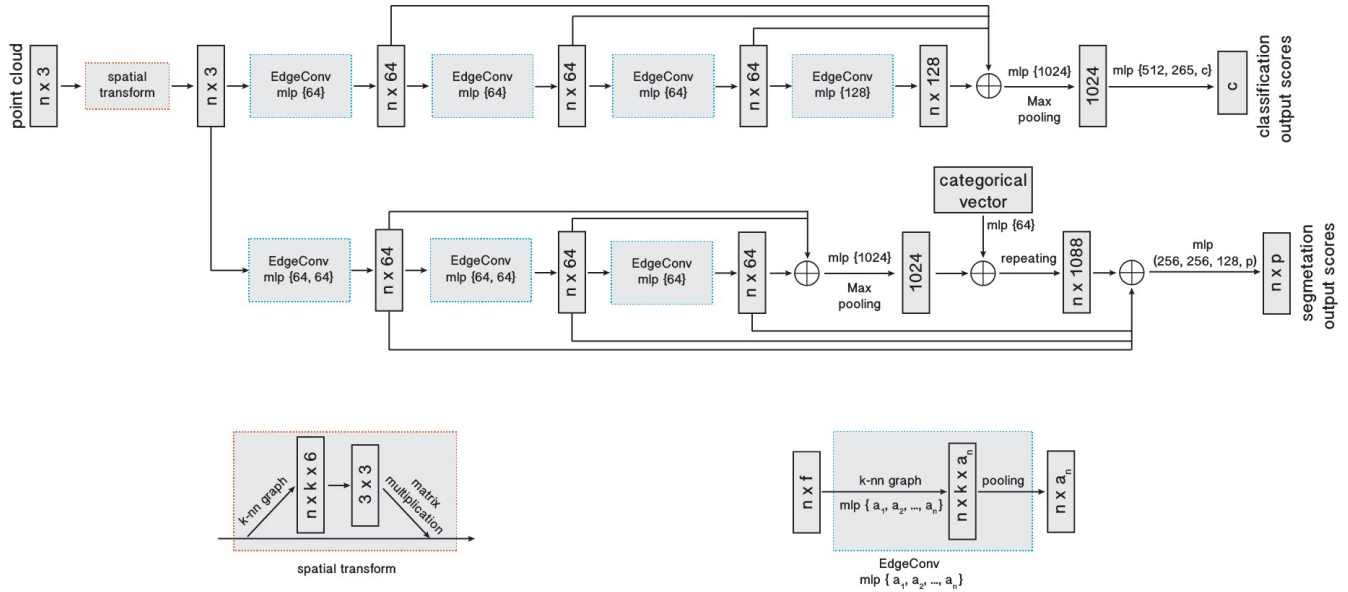 point cloud
n x 3
spatial
transform
n x 3
EdgeConv
mlp {64}
n x 64
EdgeConv
mlp {64}
n x 64
EdgeConv
mlp {64}
n x 64
EdgeConv
mlp {128}
n x 128
mlp {1024}
Max
pooling
1024
mlp {512, 265, c}
c
classification
output scores
EdgeConv
mlp {64, 64}
n x 64
EdgeConv
mlp {64, 64}
n x 64
EdgeConv
mlp {64}
n x 64
mlp {1024}
Max
pooling
1024
categorical
vector
mlp {64}
repeating
n x 1088
mlp
(256, 256, 128, p)
n x p
segmetation
output scores
k-nn graph
n x k x 6
3 x 3
matrix
multiplication
spatial transform
n x f
k-nn graph
mlp { a₁, a₂, ..., aₙ}
n x k x aₙ
pooling
n x aₙ
EdgeConv
mlp { a₁, a₂, ..., aₙ}